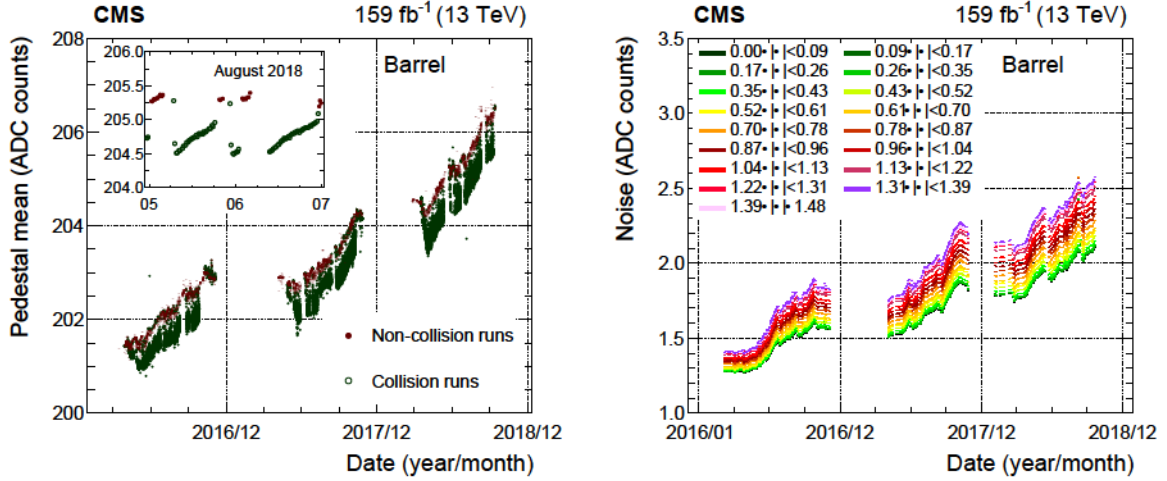 CMS 159 fb⁻¹ (13 TeV)
Pedestal mean (ADC counts)
208
206
204
202
200
Barrel
August 2018
206.0
205.5
205.0
204.5
204.0
05 06 07
Non-collision runs
Collision runs
2016/12 2017/12 2018/12
Date (year/month)
CMS 159 fb⁻¹ (13 TeV)
Noise (ADC counts)
3.5
3.0
2.5
2.0
1.5
1.0
Barrel
0.00• |• |<0.09 0.09• |• |<0.17
0.17• |• |<0.26 0.26• |• |<0.35
0.35• |• |<0.43 0.43• |• |<0.52
0.52• |• |<0.61 0.61• |• |<0.70
0.70• |• |<0.78 0.78• |• |<0.87
0.87• |• |<0.96 0.96• |• |<1.04
1.04• |• |<1.13 1.13• |• |<1.22
1.22• |• |<1.31 1.31• |• |<1.39
1.39• |• |• 1.48
2016/01 2016/12 2017/12 2018/12
Date (year/month)